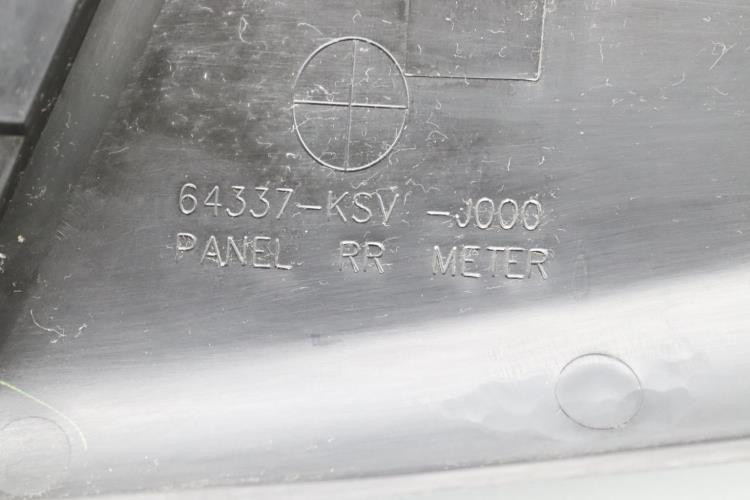 64337-KSV -J000
PANEL RR METER